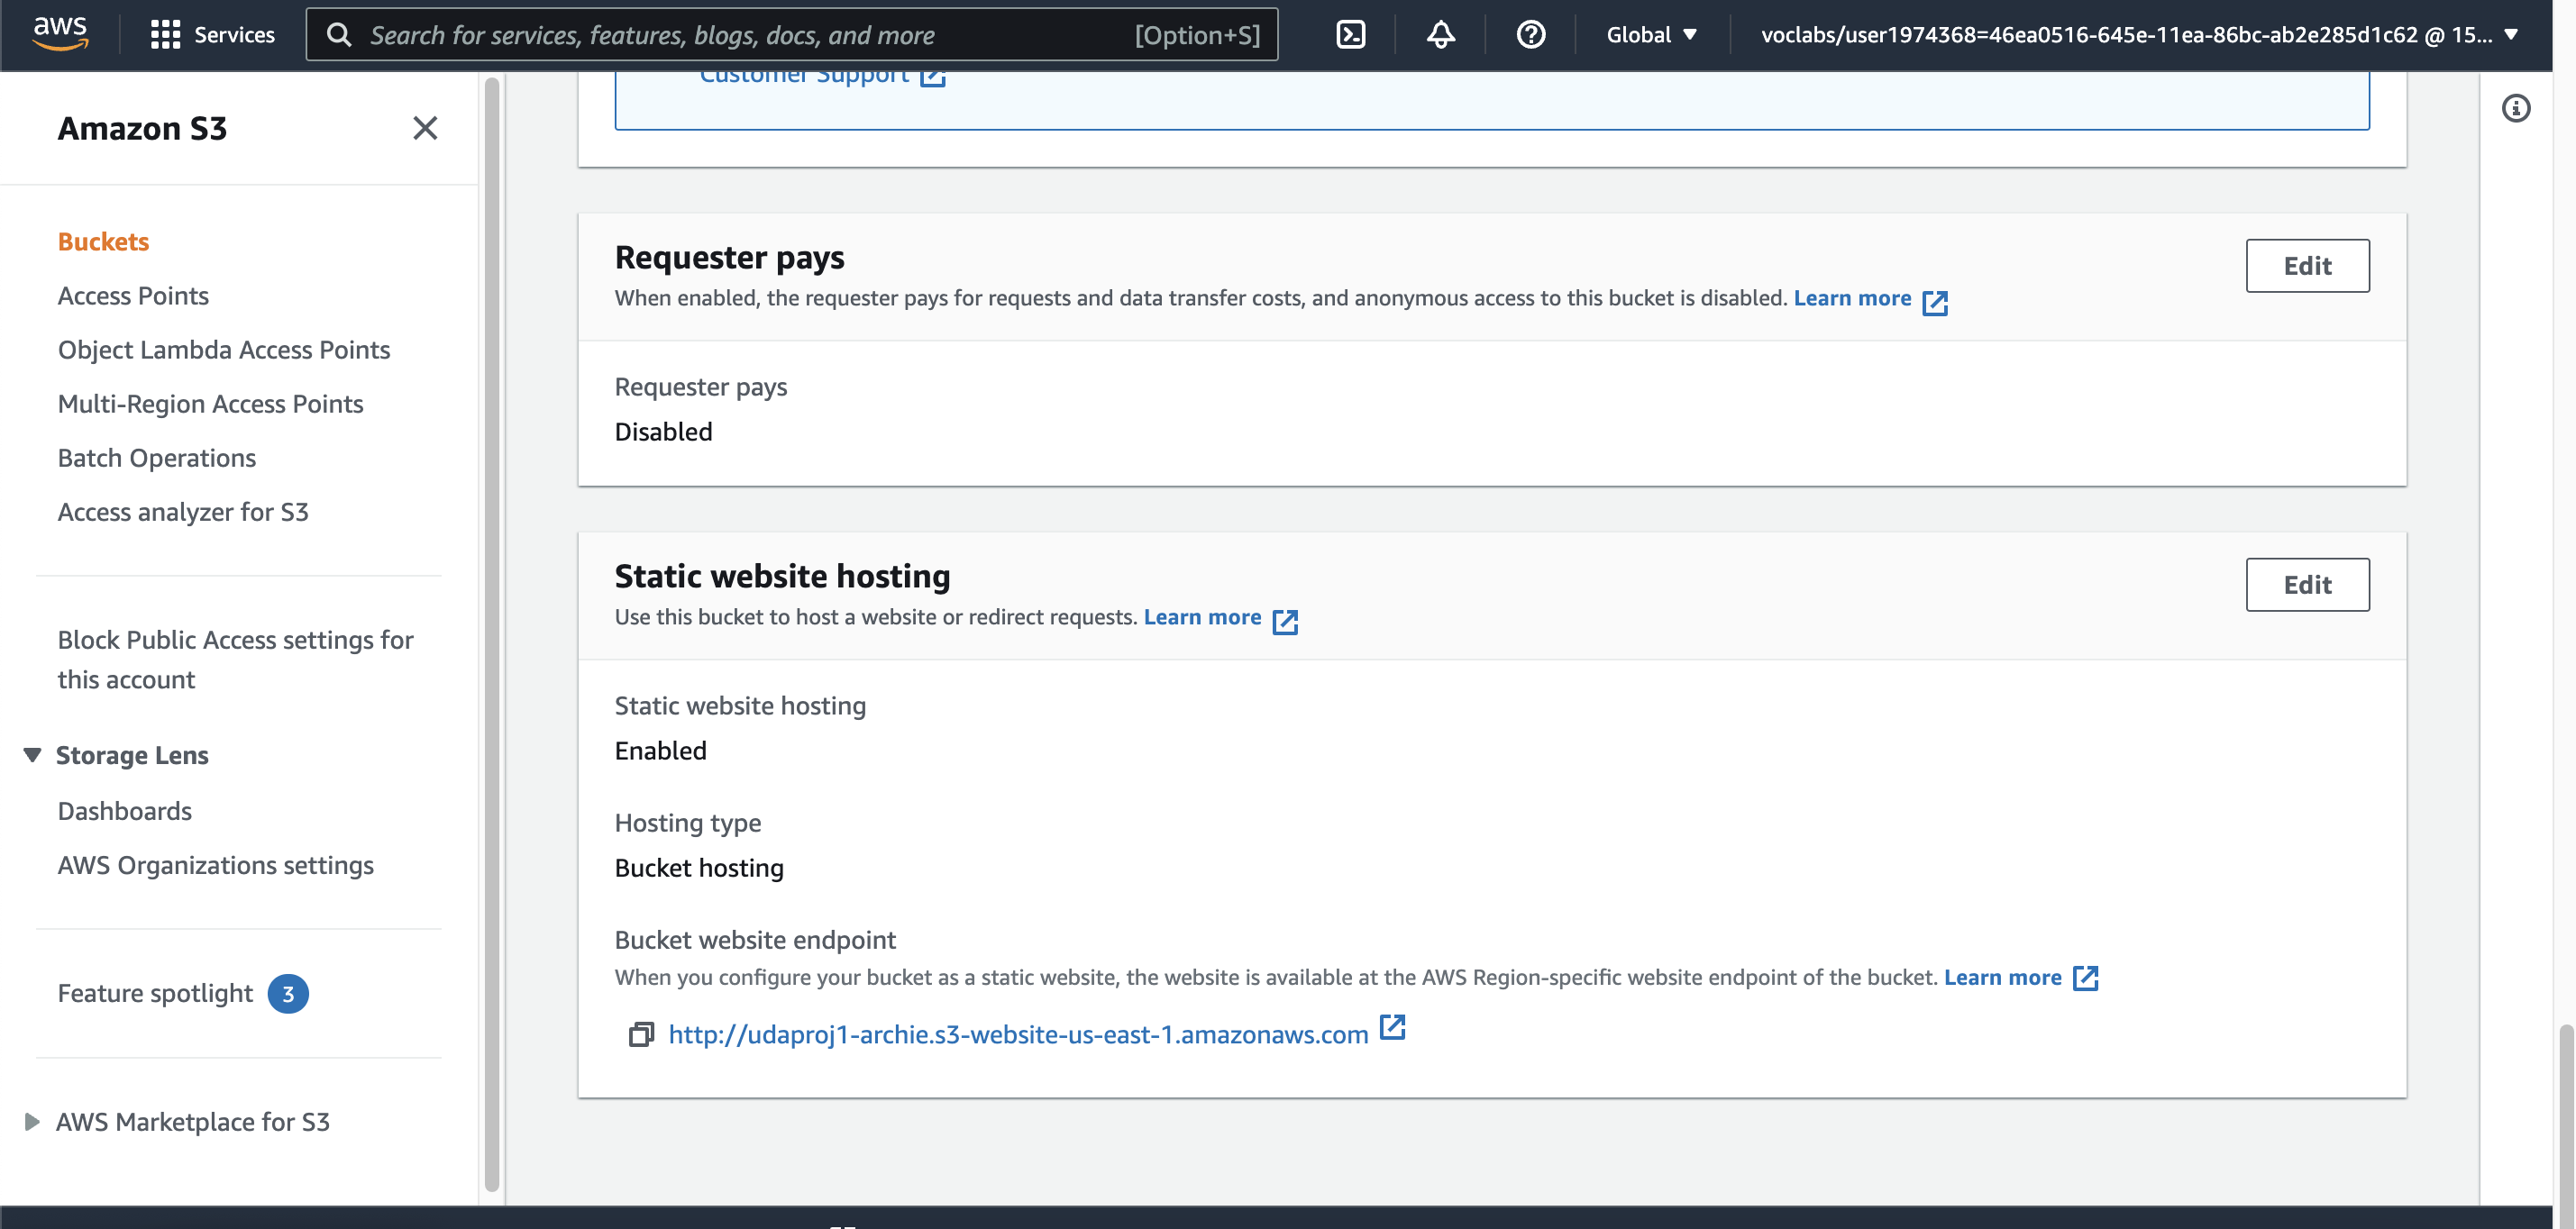 aws
Services
Search for services, features, blogs, docs, and more
[Option+S]
Global
voclabs/user1974368=46ea0516-645e-11ea-86bc-ab2e285d1c62 @ 15...
Amazon S3
Buckets
Access Points
Object Lambda Access Points
Multi-Region Access Points
Batch Operations
Access analyzer for S3
Block Public Access settings for
this account
Storage Lens
Dashboards
AWS Organizations settings
Feature spotlight 3
AWS Marketplace for S3
Customer Support
Requester pays
Edit
When enabled, the requester pays for requests and data transfer costs, and anonymous access to this bucket is disabled. Learn more
Requester pays
Disabled
Static website hosting
Edit
Use this bucket to host a website or redirect requests. Learn more
Static website hosting
Enabled
Hosting type
Bucket hosting
Bucket website endpoint
When you configure your bucket as a static website, the website is available at the AWS Region-specific website endpoint of the bucket. Learn more
http://udaproj1-archie.s3-website-us-east-1.amazonaws.com